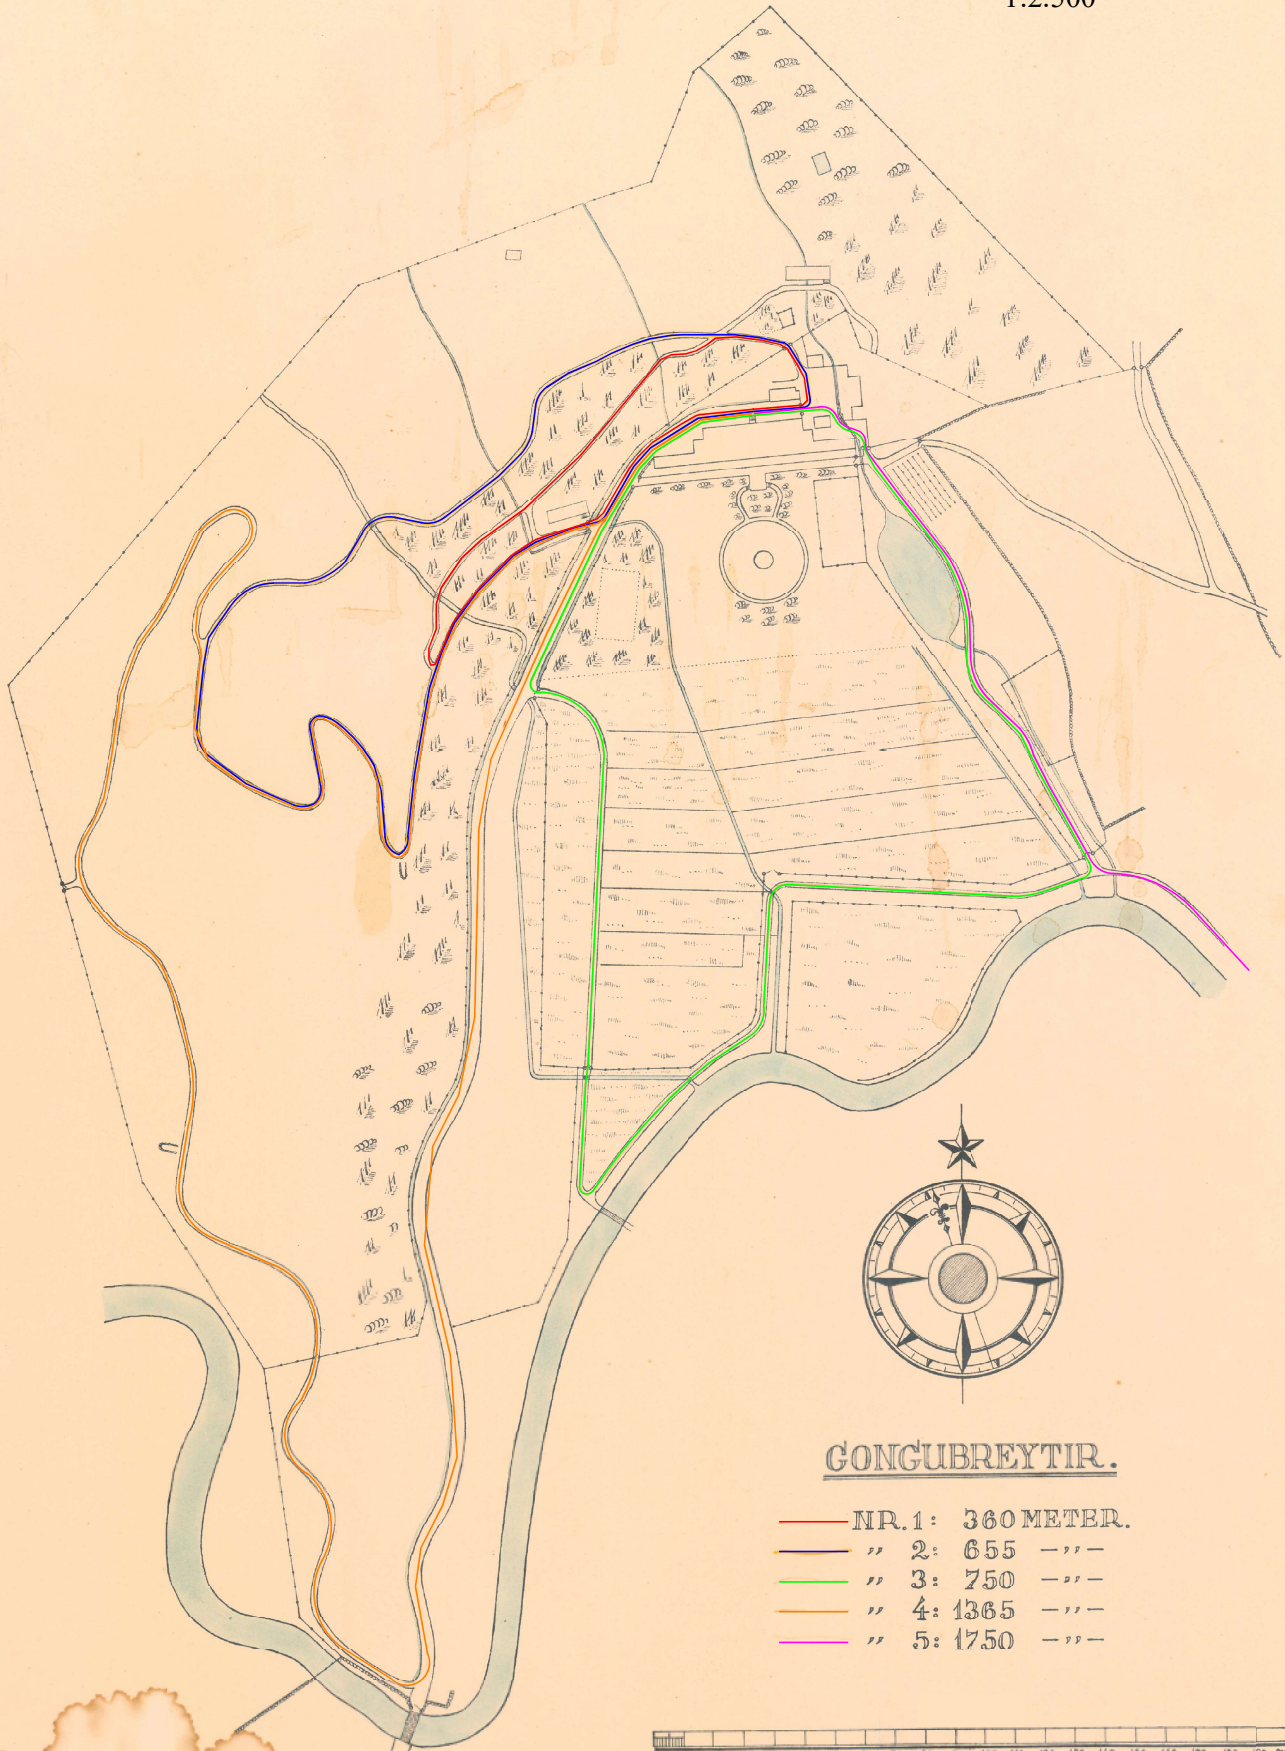 1:2.500
GONGUBREYTIR.
NR. 1: 360 METER.
" 2: 655 —"—
" 3: 750 —"—
" 4: 1365 —"—
" 5: 1750 —"—